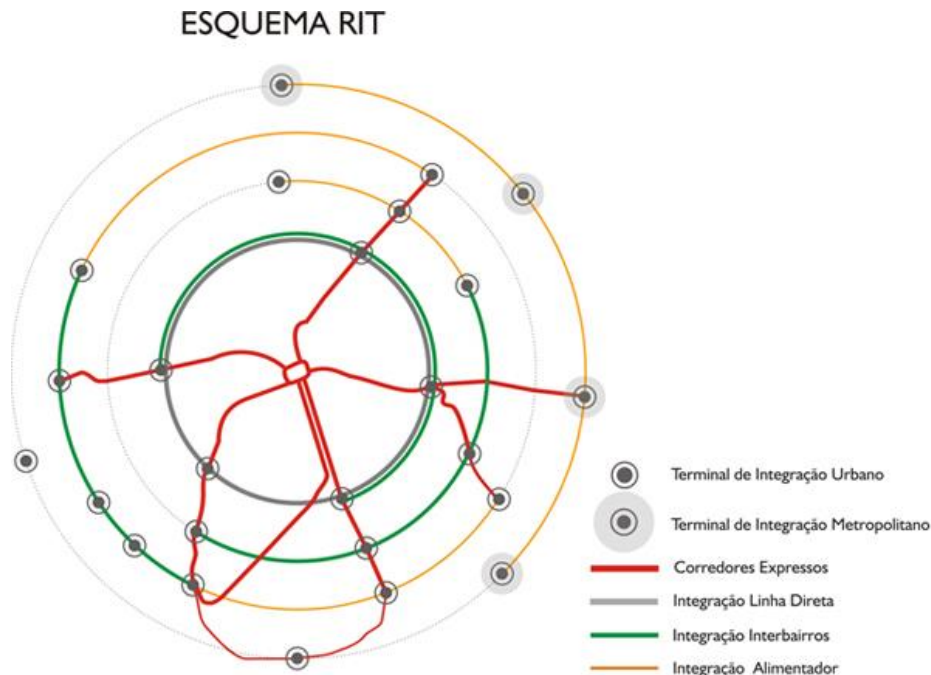 ESQUEMA RIT
Terminal de Integração Urbano
Terminal de Integração Metropolitano
Corredores Expressos
Integração Linha Direta
Integração Interbairros
Integração Alimentador